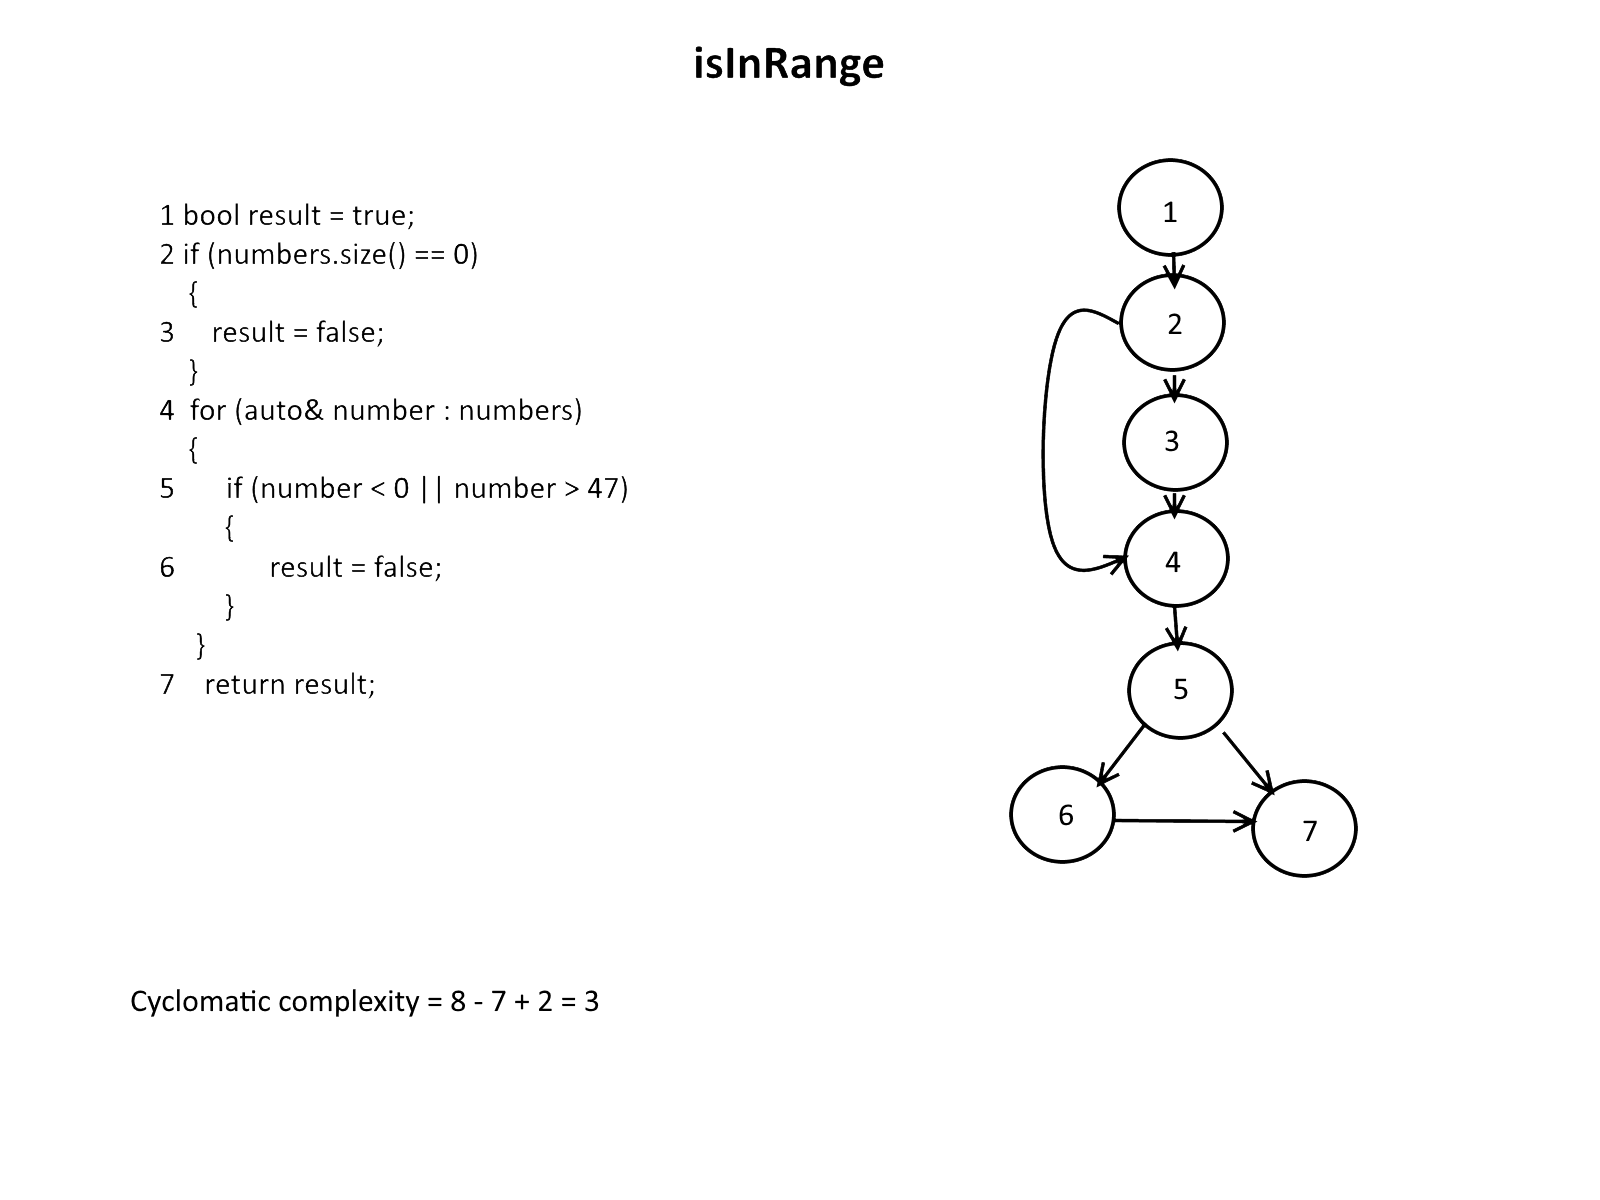 isInRange
1 bool result = true;
2 if (numbers.size() == 0)
{
3 result = false;
}
4 for (auto& number : numbers)
{
5 if (number < 0 || number > 47)
{
6 result = false;
}
}
7 return result;
1
2
3
4
5
6
7
Cyclomatic complexity = 8 - 7 + 2 = 3